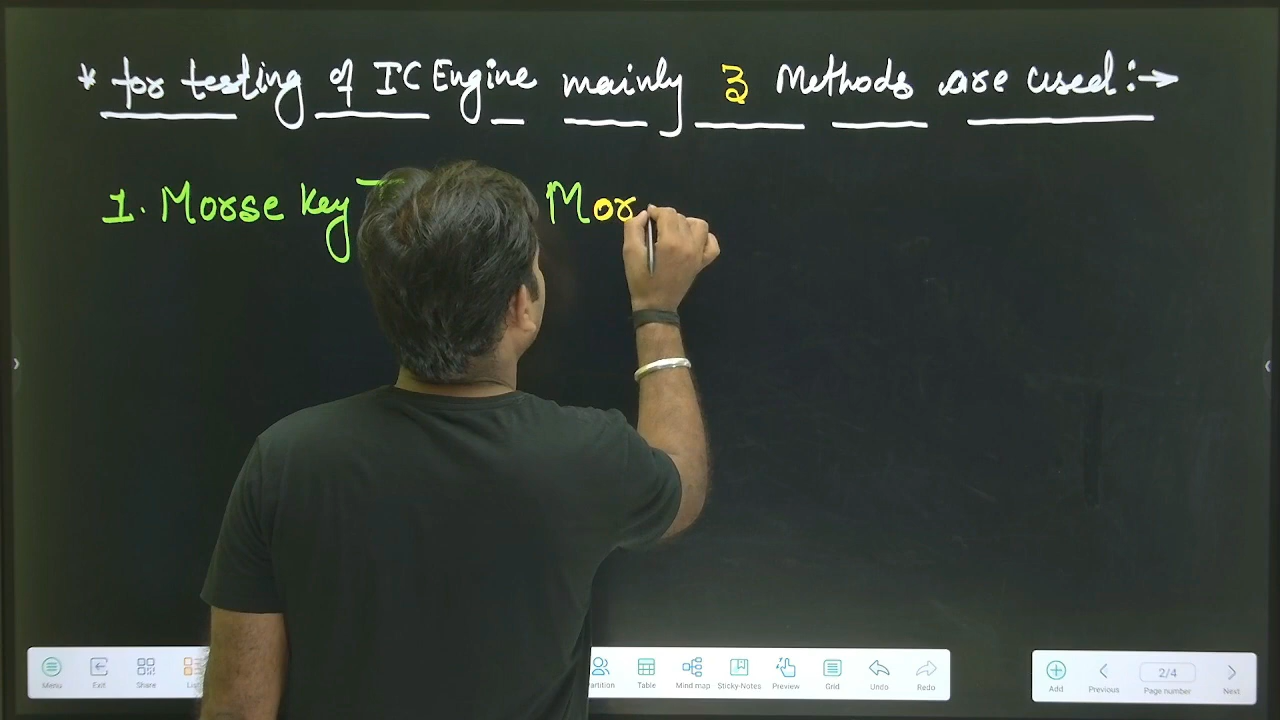 * for testing of IC Engine mainly 3 Methods are used :→
1. Morse Key Mor
Menu Exit Share Partition Table Mind map Sticky-Notes Preview Grid Undo Redo Add Previous 2/4 Page number Next